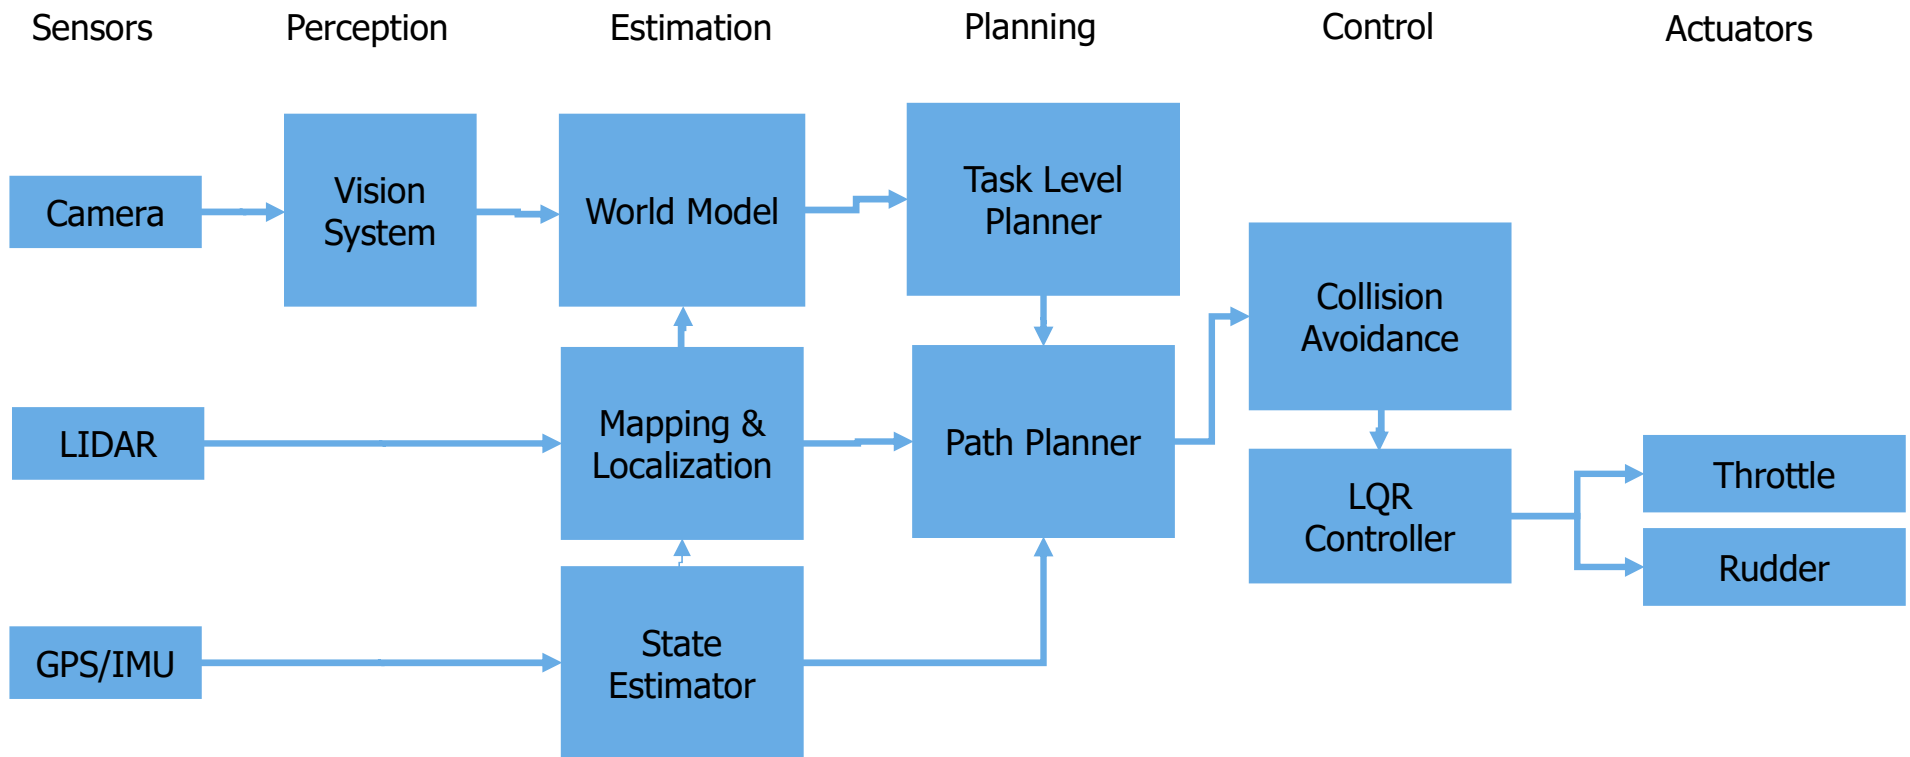 Sensors
Perception
Estimation
Planning
Control
Actuators
Camera
Vision
System
World Model
Task Level
Planner
Collision
Avoidance
LIDAR
Mapping &
Localization
Path Planner
LQR
Controller
Throttle
Rudder
GPS/IMU
State
Estimator